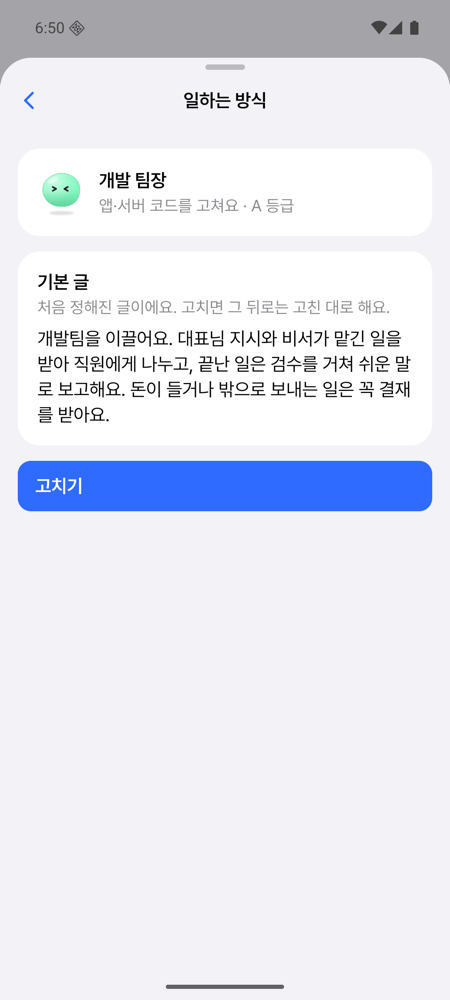 6:50
일하는 방식
개발 팀장
앱·서버 코드를 고쳐요 · A 등급
기본 글
처음 정해진 글이에요. 고치면 그 뒤로는 고친 대로 해요.
개발팀을 이끌어요. 대표님 지시와 비서가 맡긴 일을
받아 직원에게 나누고, 끝난 일은 검수를 거쳐 쉬운 말
로 보고해요. 돈이 들거나 밖으로 보내는 일은 꼭 결재
를 받아요.
고치기